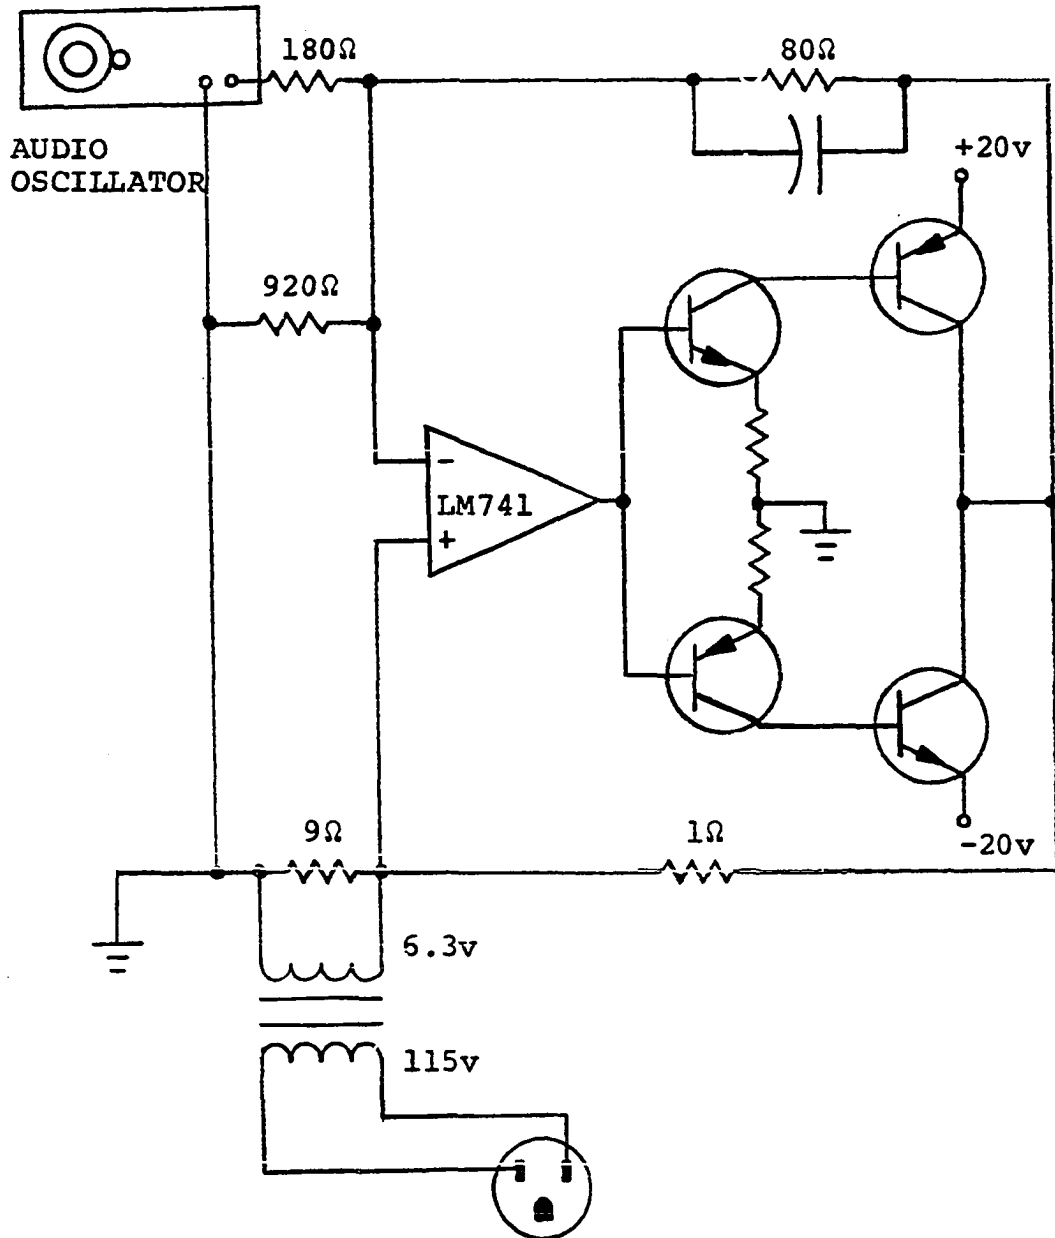 180Ω
80Ω
AUDIO
OSCILLATOR
+20v
920Ω
-
LM741
+
9Ω
1Ω
-20v
6.3v
115v